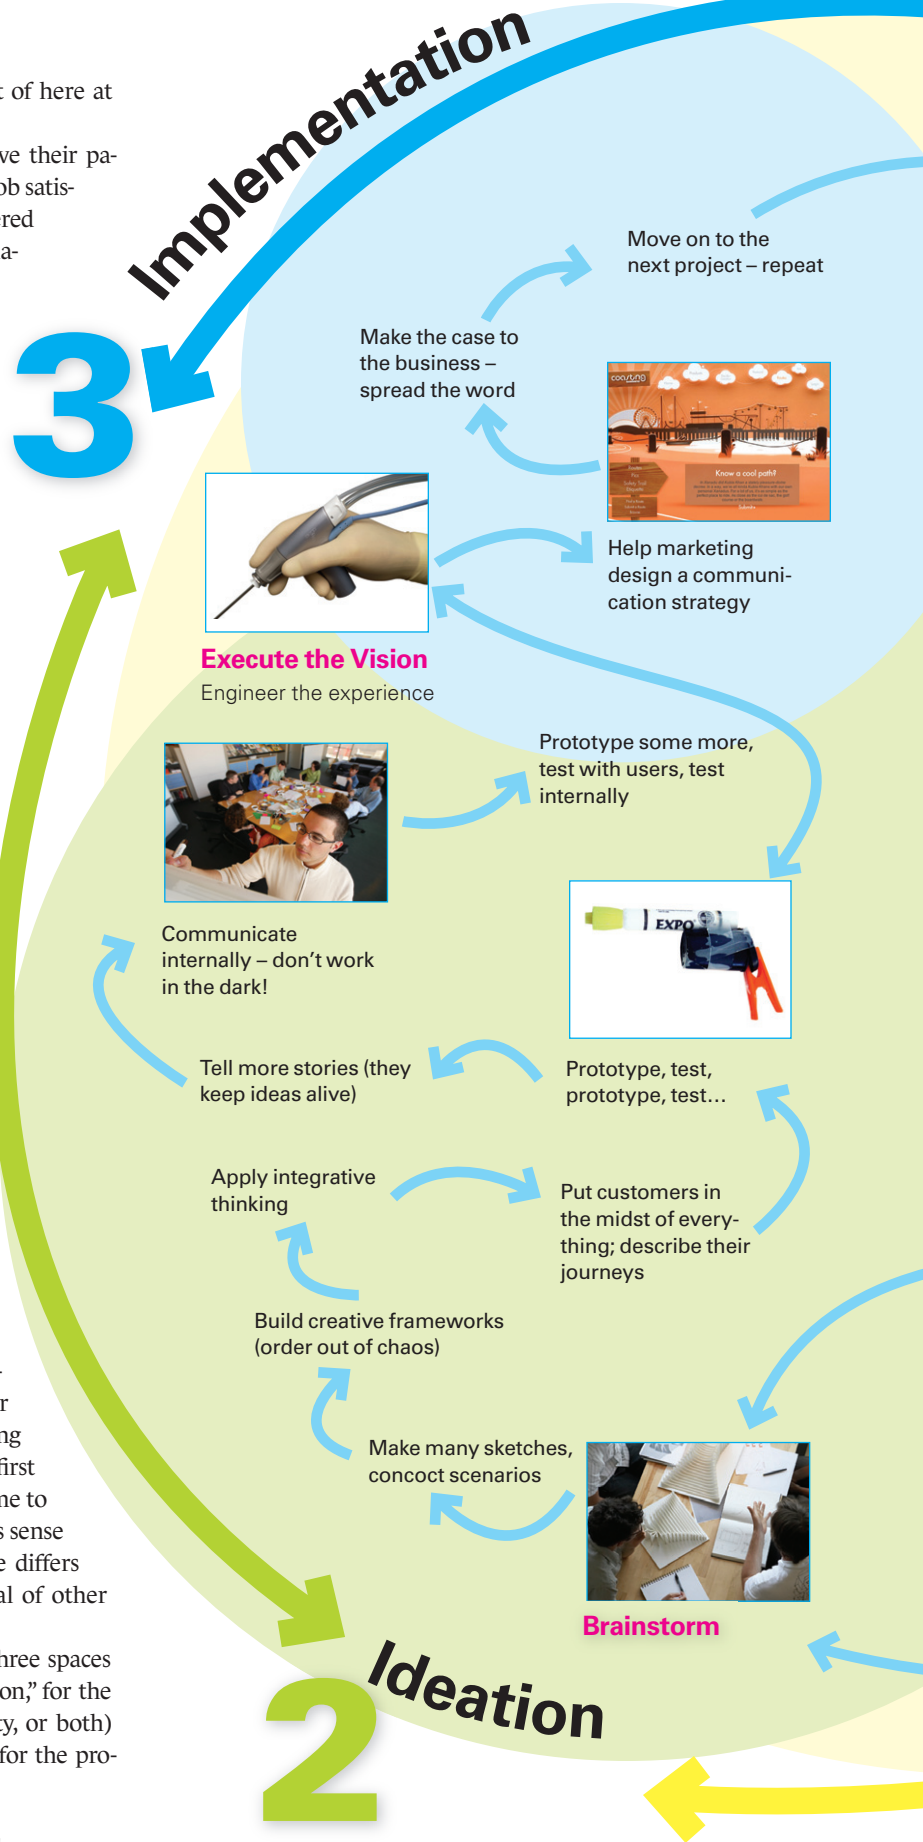 t of here at
ve their pa-
ob satis-
ered
a-
Implementation
3
Move on to the
next project – repeat
Make the case to
the business –
spread the word
Know a cool path?
Help marketing
design a communi-
cation strategy
Execute the Vision
Engineer the experience
Prototype some more,
test with users, test
internally
EXPO
Communicate
internally – don't work
in the dark!
Tell more stories (they
keep ideas alive)
Prototype, test,
prototype, test…
Apply integrative
thinking
Put customers in
the midst of every-
thing; describe their
journeys
Build creative frameworks
(order out of chaos)
Make many sketches,
concoct scenarios
Brainstorm
r
ng
first
ne to
s sense
e differs
al of other
hree spaces
on,” for the
ty, or both)
for the pro-
Ideation
2